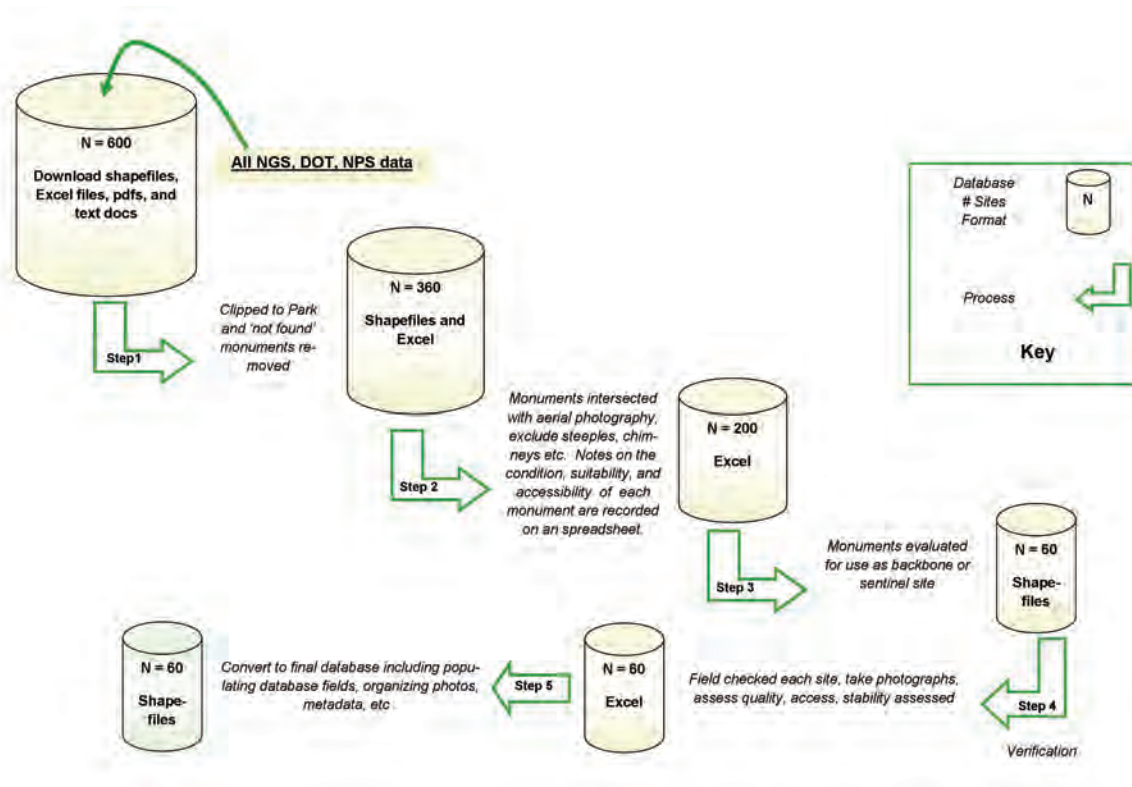 N = 600
Download shapefiles,
Excel files, pdfs, and
text docs
All NGS, DOT, NPS data
Step1
Clipped to Park
and 'not found'
monuments re-
moved
N = 360
Shapefiles and
Excel
Step 2
Monuments intersected
with aerial photography,
exclude steeples, chim-
neys etc. Notes on the
condition, suitability, and
accessibility of each
monument are recorded
on an spreadsheet.
N = 200
Excel
Step 3
Monuments evaluated
for use as backbone or
sentinel site
N = 60
Shape-
files
Step 4
Verification
Field checked each site, take photographs,
assess quality, access, stability assessed
N = 60
Excel
Step 5
Convert to final database including popu-
lating database fields, organizing photos,
metadata, etc
N = 60
Shape-
files
Database
# Sites
Format
N
Process
Key